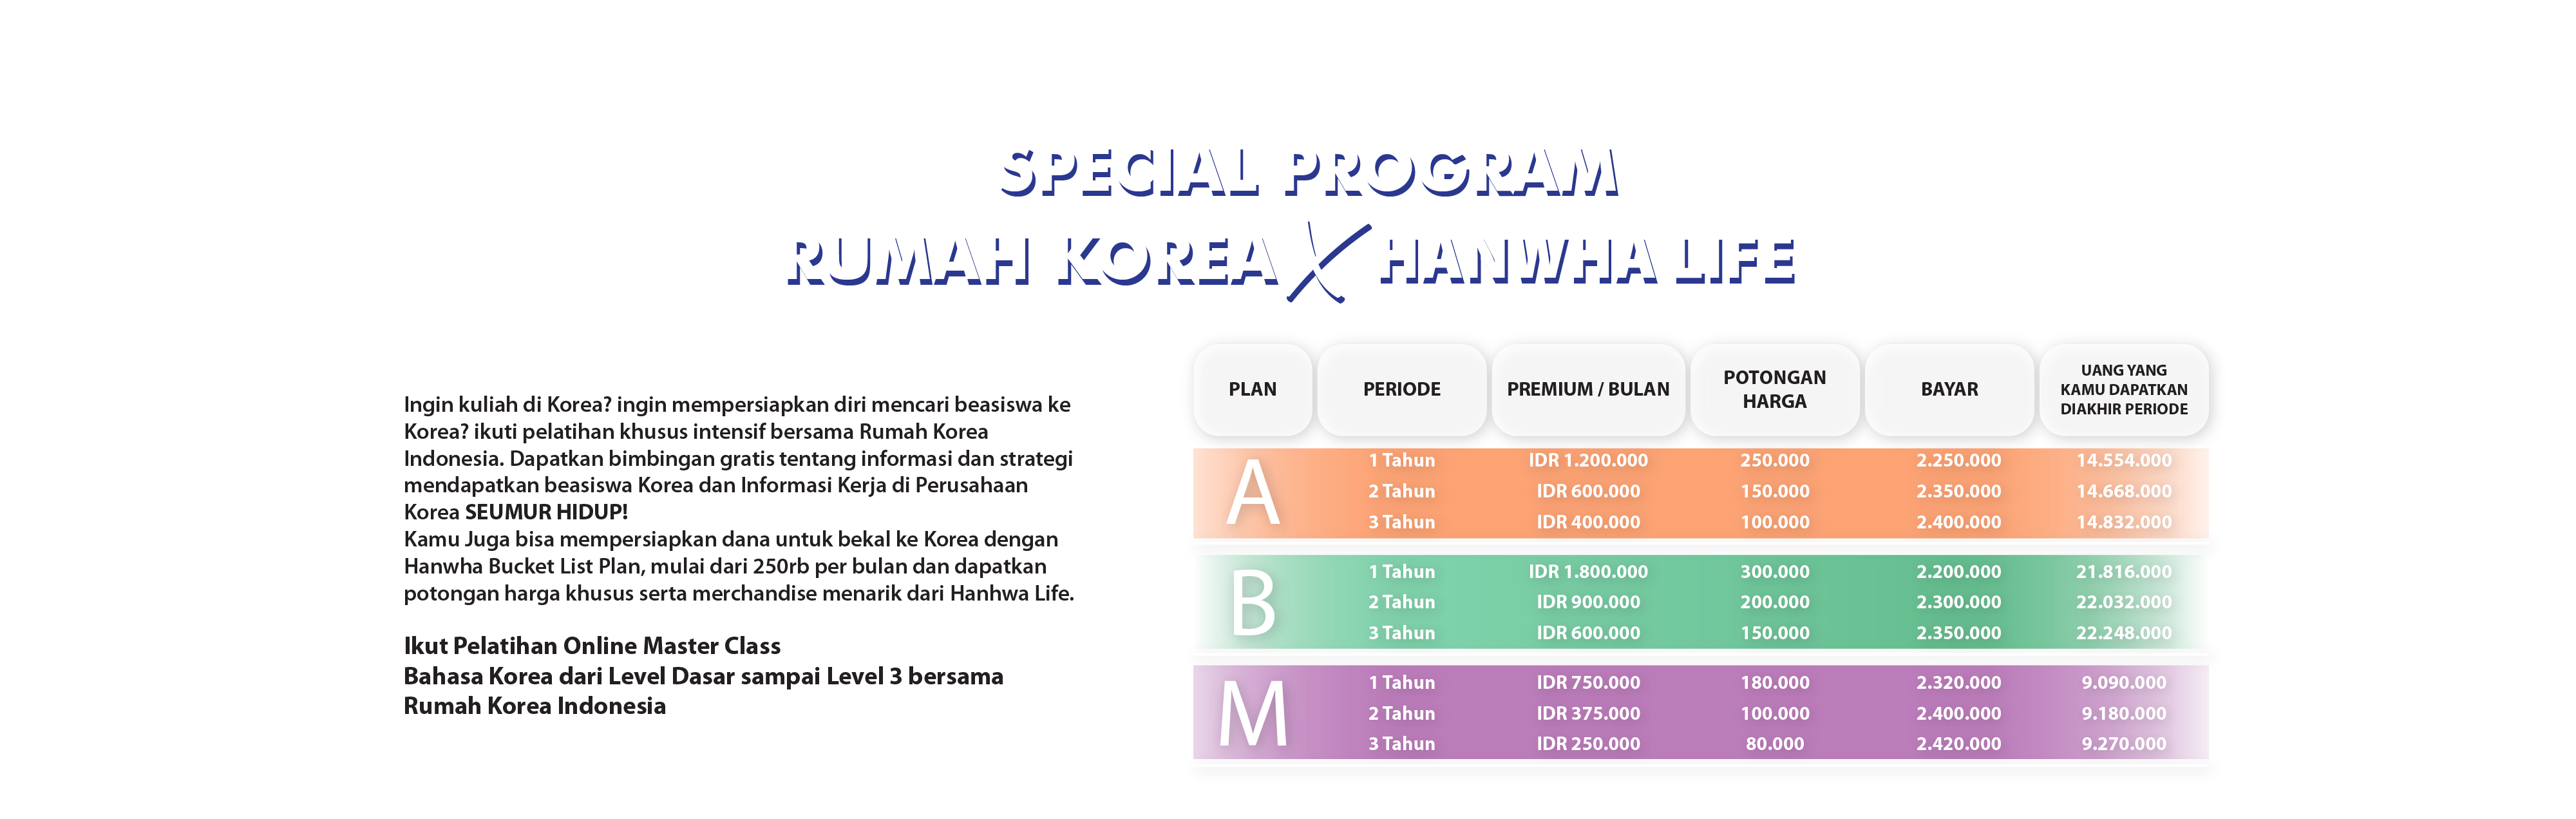 SPECIAL PROGRAM
RUMAH KOREA X HANWHA LIFE
Ingin kuliah di Korea? ingin mempersiapkan diri mencari beasiswa ke
Korea? ikuti pelatihan khusus intensif bersama Rumah Korea
Indonesia. Dapatkan bimbingan gratis tentang informasi dan strategi
mendapatkan beasiswa Korea dan Informasi Kerja di Perusahaan
Korea SEUMUR HIDUP!
Kamu Juga bisa mempersiapkan dana untuk bekal ke Korea dengan
Hanwha Bucket List Plan, mulai dari 250rb per bulan dan dapatkan
potongan harga khusus serta merchandise menarik dari Hanhwa Life.
Ikut Pelatihan Online Master Class
Bahasa Korea dari Level Dasar sampai Level 3 bersama
Rumah Korea Indonesia
PLAN PERIODE PREMIUM / BULAN POTONGAN HARGA BAYAR UANG YANG KAMU DAPATKAN DIAKHIR PERIODE
A
1 Tahun IDR 1.200.000 250.000 2.250.000 14.554.000
2 Tahun IDR 600.000 150.000 2.350.000 14.668.000
3 Tahun IDR 400.000 100.000 2.400.000 14.832.000
B
1 Tahun IDR 1.800.000 300.000 2.200.000 21.816.000
2 Tahun IDR 900.000 200.000 2.300.000 22.032.000
3 Tahun IDR 600.000 150.000 2.350.000 22.248.000
M
1 Tahun IDR 750.000 180.000 2.320.000 9.090.000
2 Tahun IDR 375.000 100.000 2.400.000 9.180.000
3 Tahun IDR 250.000 80.000 2.420.000 9.270.000